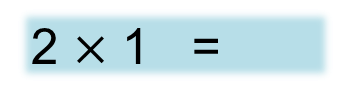 2 × 1 =